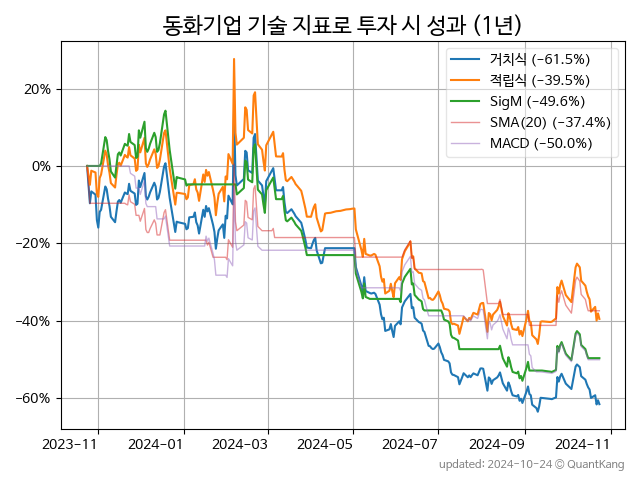 동화기업 기술 지표로 투자 시 성과 (1년)
거치식 (−61.5%)
적립식 (−39.5%)
SigM (−49.6%)
SMA(20) (−37.4%)
MACD (−50.0%)
20%
0%
−20%
−40%
−60%
2023-11 2024-01 2024-03 2024-05 2024-07 2024-09 2024-11
updated: 2024-10-24 @ QuantKang